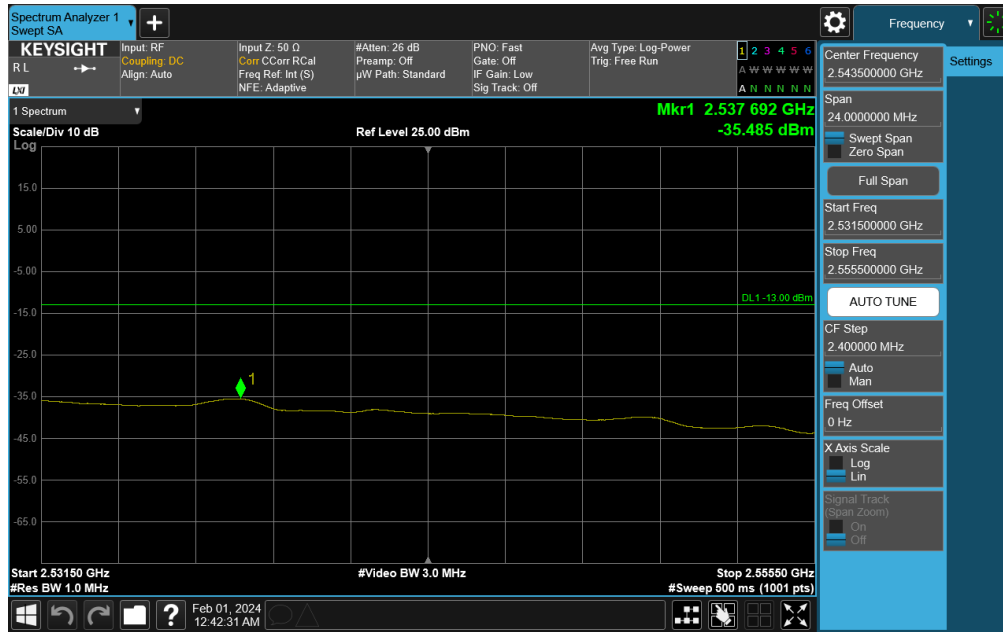 Spectrum Analyzer 1
Swept SA
Frequency
KEYSIGHT
R L
LXI
Input: RF
Coupling: DC
Align: Auto
Input Z: 50 Ω
Corr CCorr RCal
Freq Ref: Int (S)
NFE: Adaptive
#Atten: 26 dB
Preamp: Off
µW Path: Standard
PNO: Fast
Gate: Off
IF Gain: Low
Sig Track: Off
Avg Type: Log-Power
Trig: Free Run
1 2 3 4 5 6
A W W W W W
A N N N N N
1 Spectrum
Mkr1 2.537 692 GHz
-35.485 dBm
Scale/Div 10 dB
Ref Level 25.00 dBm
Log
15.0
5.00
-5.00
DL1 -13.00 dBm
-15.0
-25.0
1
-35.0
-45.0
-55.0
-65.0
Start 2.53150 GHz
#Video BW 3.0 MHz
Stop 2.55550 GHz
#Res BW 1.0 MHz
#Sweep 500 ms (1001 pts)
?
Feb 01, 2024
12:42:31 AM
Center Frequency
2.543500000 GHz
Settings
Span
24.0000000 MHz
Swept Span
Zero Span
Full Span
Start Freq
2.531500000 GHz
Stop Freq
2.555500000 GHz
AUTO TUNE
CF Step
2.400000 MHz
Auto
Man
Freq Offset
0 Hz
X Axis Scale
Log
Lin
Signal Track
(Span Zoom)
On
Off